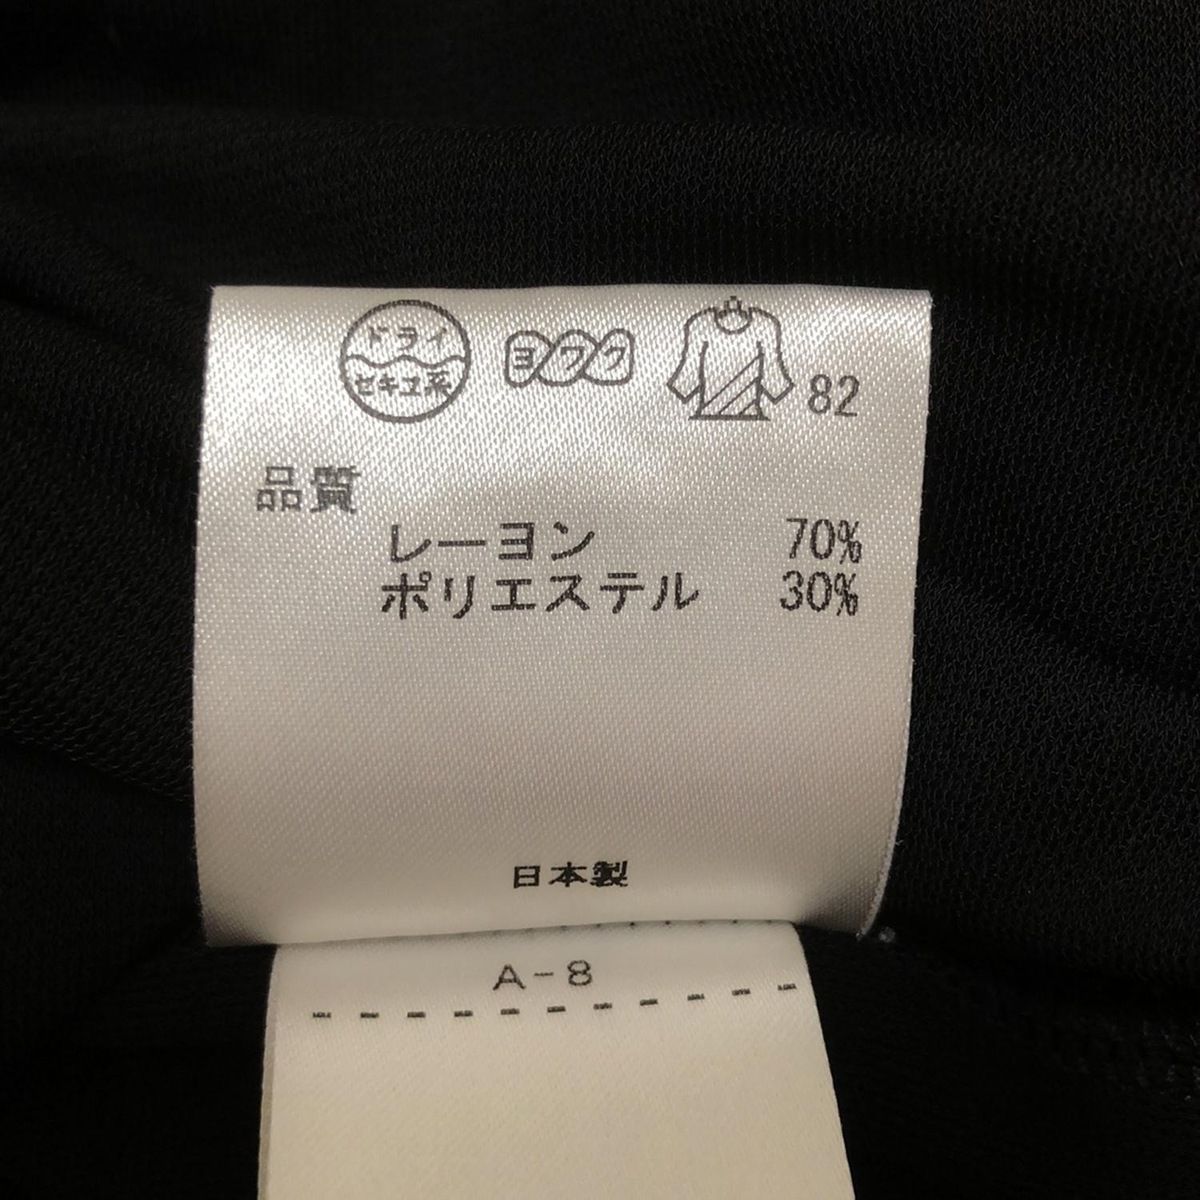 ドライ
セキユ系
ヨワク
82
品質
レーヨン 70%
ポリエステル 30%
日本製
A-8